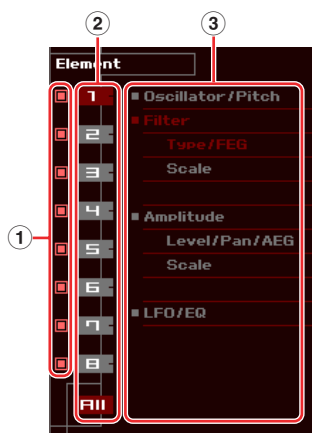 ② ③
Element
1 ■ Oscillator/Pitch
■ Filter
2
Type/FEG
3 Scale
4 ■ Amplitude
①
5 Level/Pan/AEG
Scale
6
7 ■ LFO/EQ
8
All